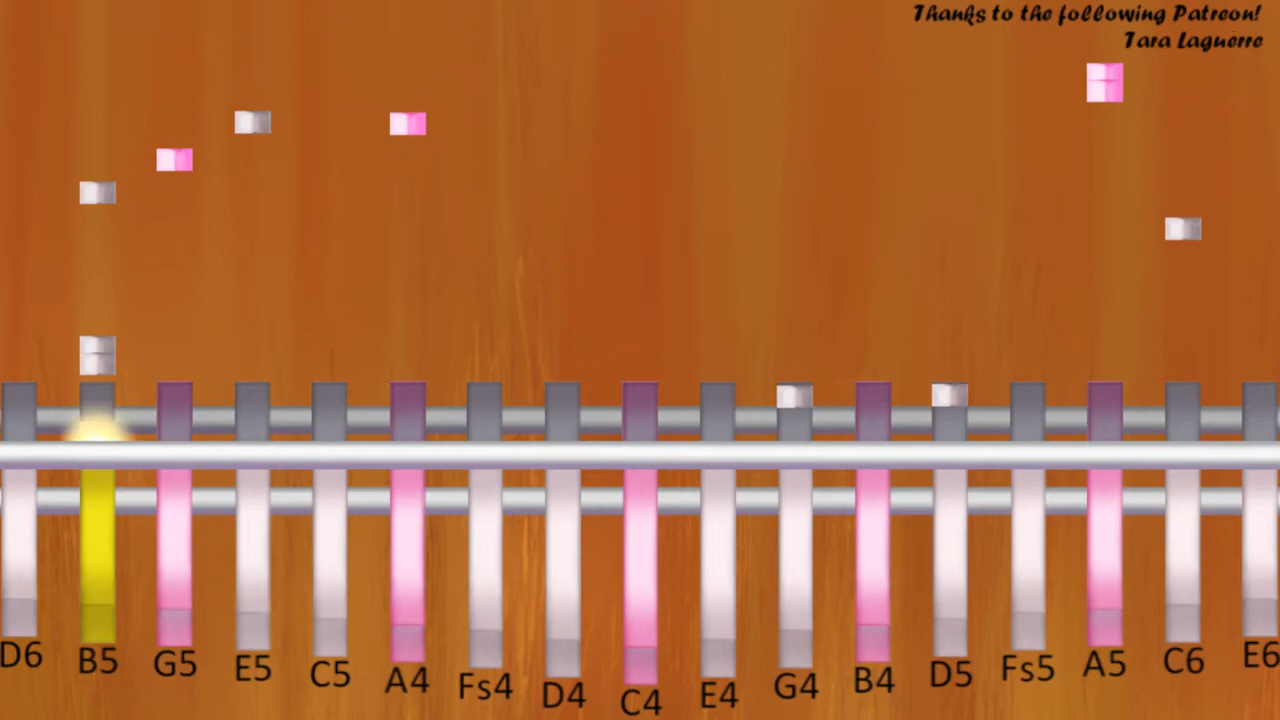 Thanks to the following Patreon!
Tara Laguerre
D6 B5 G5 E5 C5 A4 Fs4 D4 C4 E4 G4 B4 D5 Fs5 A5 C6 E6